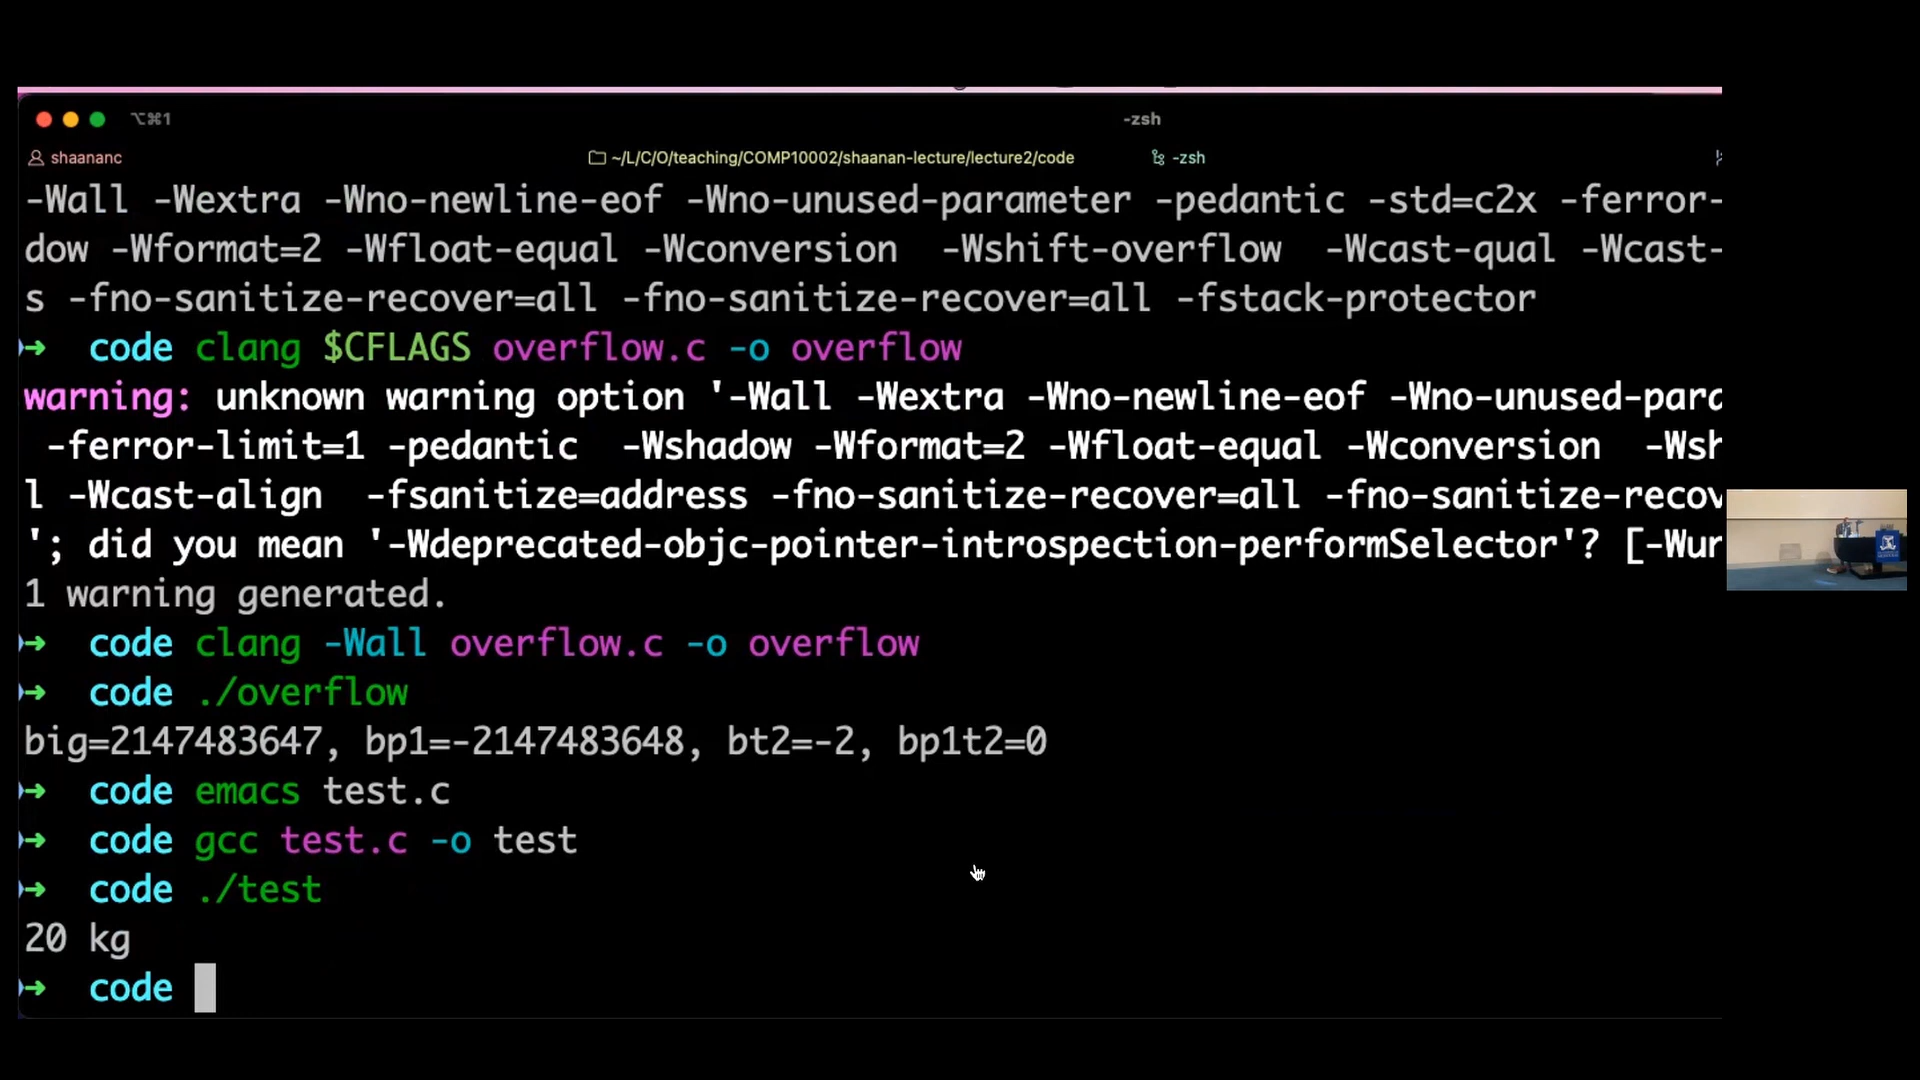 ⌥⌘1
-zsh
shaananc
~/L/C/O/teaching/COMP10002/shaanan-lecture/lecture2/code
-zsh
-Wall -Wextra -Wno-newline-eof -Wno-unused-parameter -pedantic -std=c2x -ferror-
dow -Wformat=2 -Wfloat-equal -Wconversion  -Wshift-overflow  -Wcast-qual -Wcast-
s -fno-sanitize-recover=all -fno-sanitize-recover=all -fstack-protector
→ code clang $CFLAGS overflow.c -o overflow
warning: unknown warning option '-Wall -Wextra -Wno-newline-eof -Wno-unused-para
-ferror-limit=1 -pedantic  -Wshadow -Wformat=2 -Wfloat-equal -Wconversion  -Wsh
l -Wcast-align  -fsanitize=address -fno-sanitize-recover=all -fno-sanitize-recov
'; did you mean '-Wdeprecated-objc-pointer-introspection-performSelector'? [-Wun
1 warning generated.
→ code clang -Wall overflow.c -o overflow
→ code ./overflow
big=2147483647, bp1=-2147483648, bt2=-2, bp1t2=0
→ code emacs test.c
→ code gcc test.c -o test
→ code ./test
20 kg
→ code